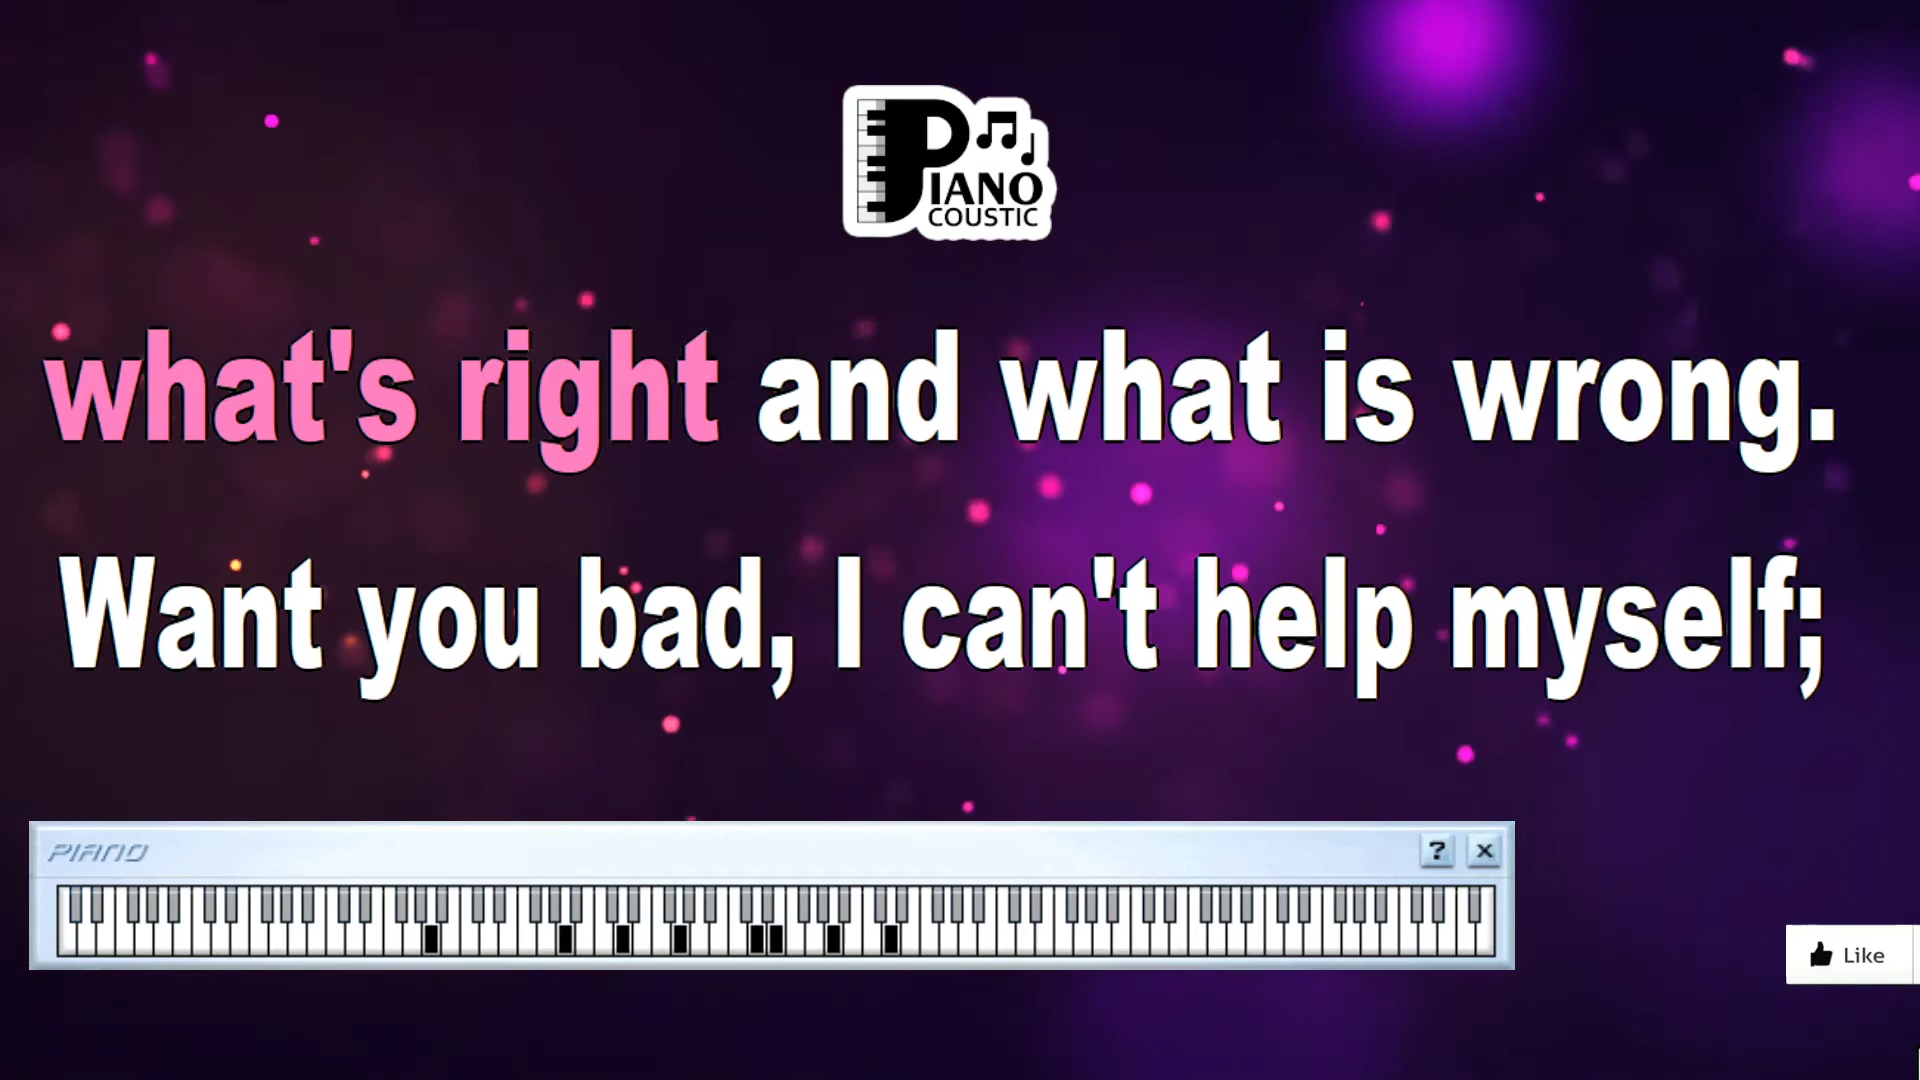 PIANO
COUSTIC
what's right and what is wrong.
Want you bad, I can't help myself;
PIANO
? x
Like